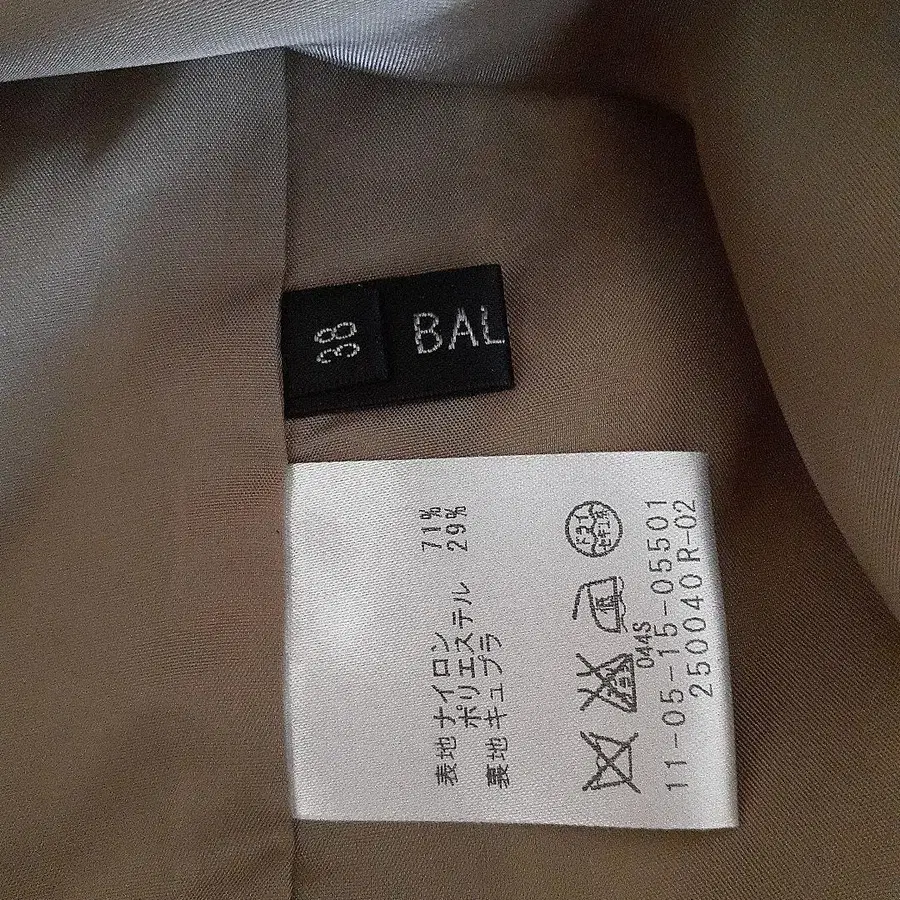 38
BAL
表地 ナイロン 71%
ポリエステル 29%
裏地 キュプラ
044S
11-05-15-05501
250040R-02